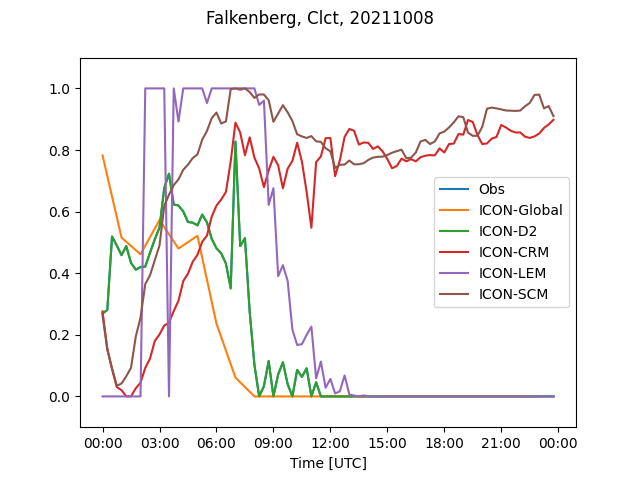 Falkenberg, Clct, 20211008
1.0
0.8
0.6
0.4
0.2
0.0
Obs
ICON-Global
ICON-D2
ICON-CRM
ICON-LEM
ICON-SCM
00:00 03:00 06:00 09:00 12:00 15:00 18:00 21:00 00:00
Time [UTC]